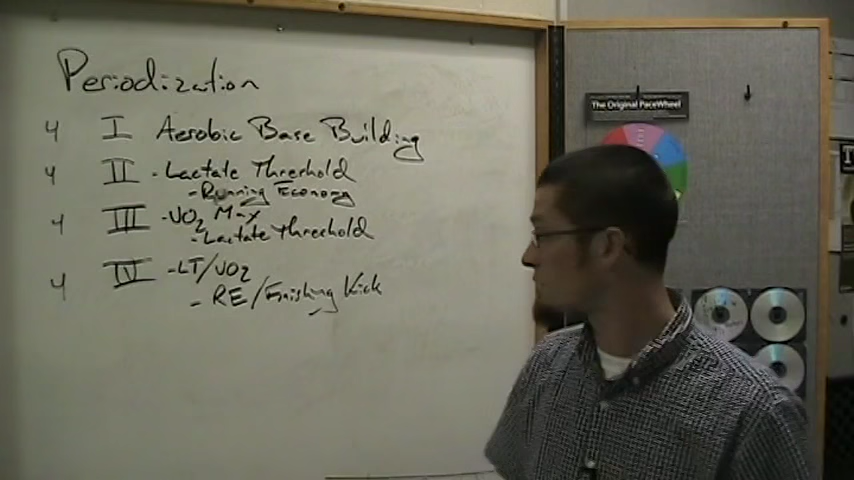 Periodization
4 I Aerobic Base Building
4 II - Lactate Threshold
- Running Economy
4 III - VO2 Max
- Lactate Threshold
4 IV - LT/VO2
- RE/Finishing Kick
The Original PaceWheel